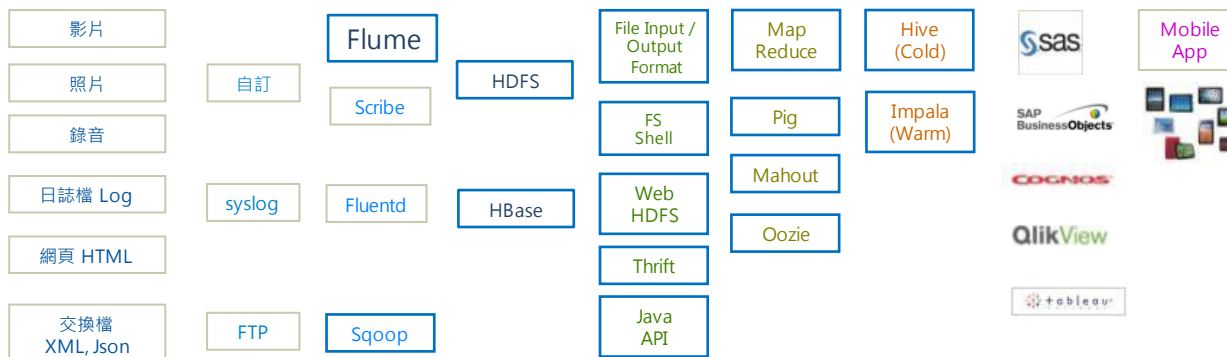 影片
照片
錄音
日誌檔 Log
網頁 HTML
交換檔
XML, Json
自訂
syslog
FTP
Flume
Scribe
Fluentd
Sqoop
HDFS
HBase
File Input /
Output
Format
FS
Shell
Web
HDFS
Thrift
Java
API
Map
Reduce
Pig
Mahout
Oozie
Hive
(Cold)
Impala
(Warm)
sas
SAP
BusinessObjects
COGNOS
QlikView
+ableau
Mobile
App